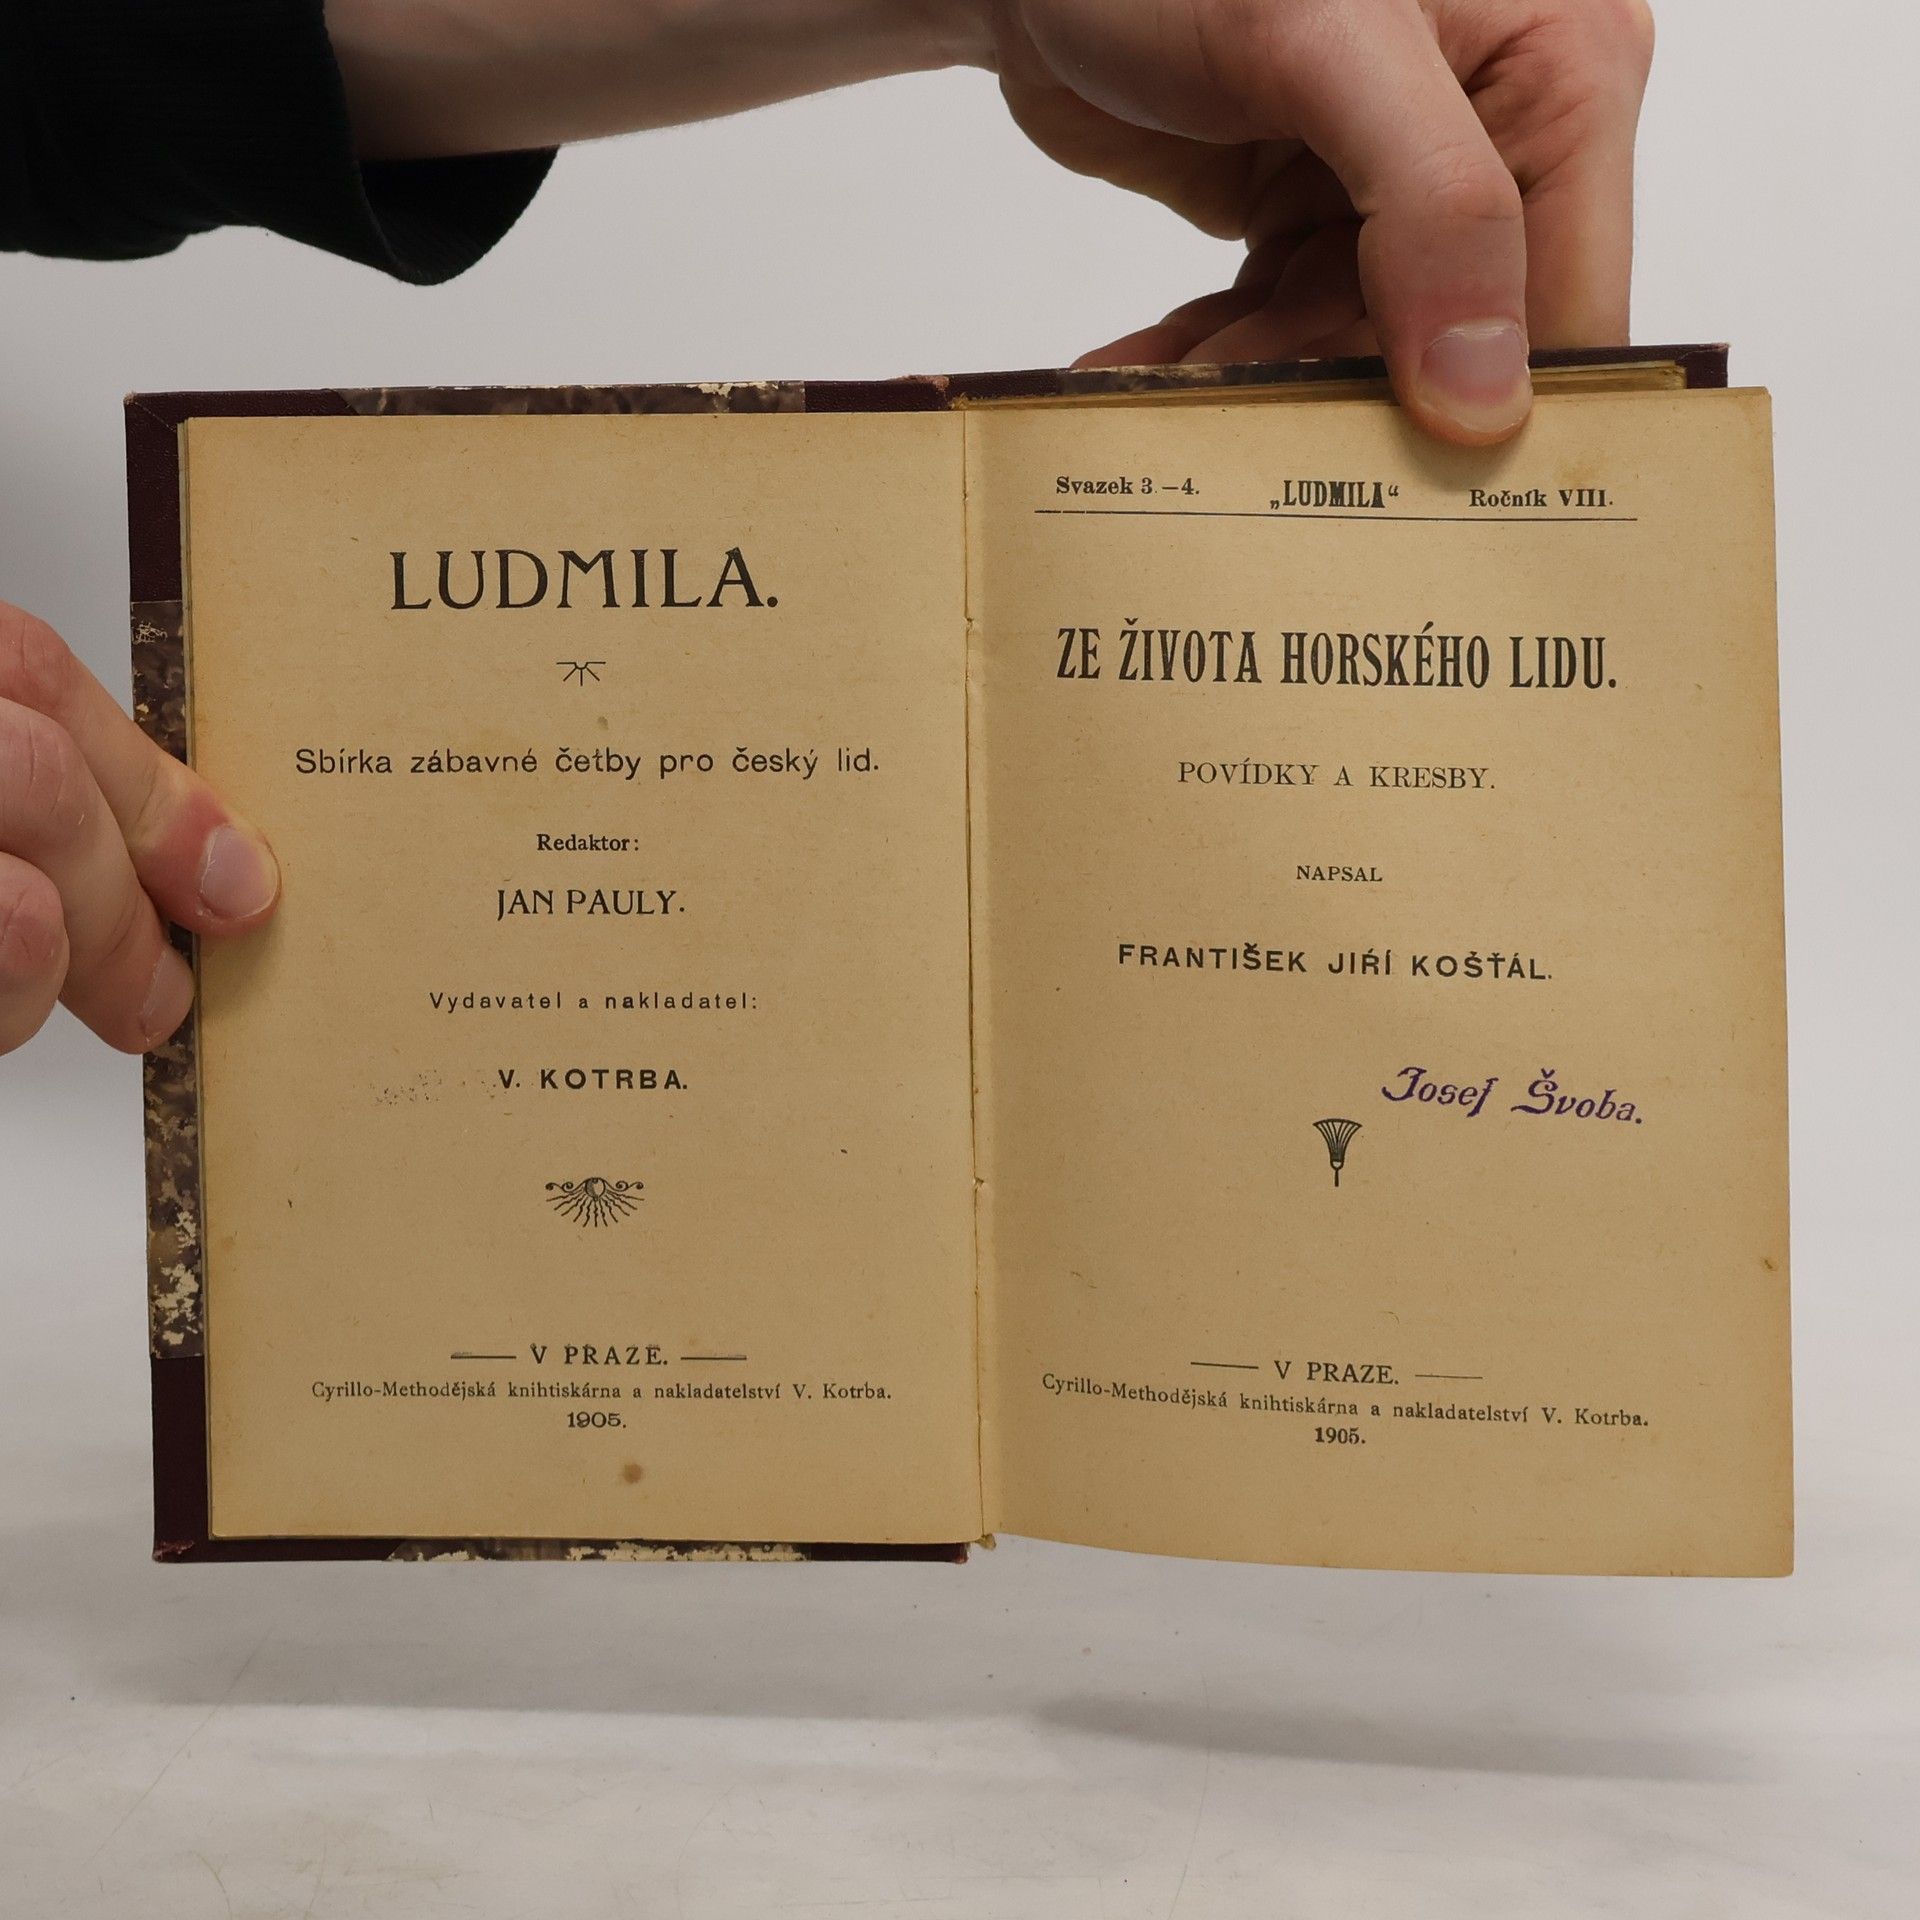 LUDMILA.
Sbírka zábavné četby pro český lid.
Redaktor:
JAN PAULY.
Vydavatel a nakladatel:
V. KOTRBA.
V PRAZE.
Cyrillo-Methodějská knihtiskárna a nakladatelství V. Kotrba.
1905.
Svazek 3.—4. „LUDMILA“ Ročník VIII.
ZE ŽIVOTA HORSKÉHO LIDU.
POVÍDKY A KRESBY.
NAPSAL
FRANTIŠEK JIŘÍ KOŠŤÁL.
Josef Švoba.
V PRAZE.
Cyrillo-Methodějská knihtiskárna a nakladatelství V. Kotrba.
1905.